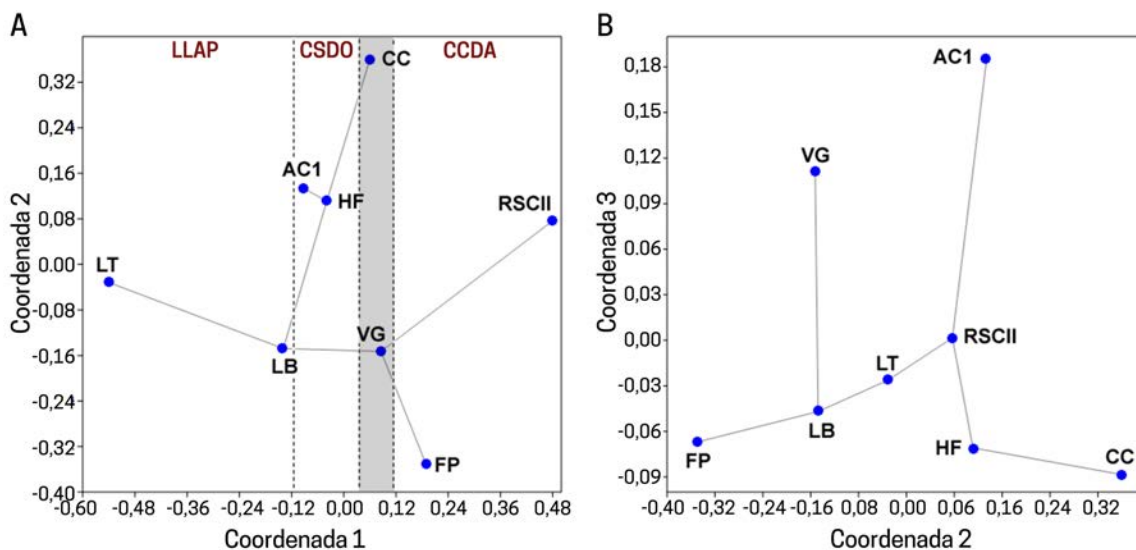 A
LLAP CSDO CCDA
CC
AC1
HF
RSCII
LT
LB
VG
FP
Coordenada 2
0,32
0,24
0,16
0,08
0.00
-0,08
-0,16
-0,24
-0,32
-0,40
-0,60 -0,48 -0,36 -0,24 -0,12 0,00 0,12 0,24 0,36 0,48
Coordenada 1
B
AC1
VG
RSCII
LT
LB
HF
FP
CC
Coordenada 3
0,18
0,12
0.09
0,06
0,03
0,00
-0,03
-0,06
-0,09
-0,40 -0,32 -0,24 -0,16 -0,12 0,00 0,06 0,16 0,24 0,32
Coordenada 2